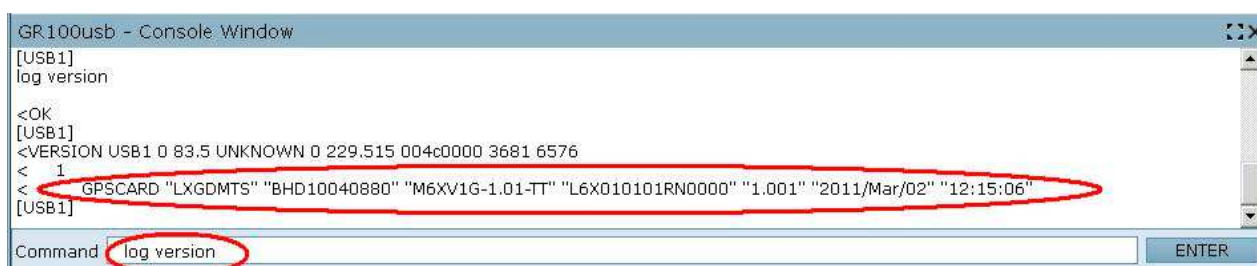 GR100usb - Console Window
[USB1]
log version
<OK
[USB1]
<VERSION USB1 0 83.5 UNKNOWN 0 229.515 004c0000 3681 6576
< 1
< GPSCARD "LXGDMTS" "BHD10040880" "M6XV1G-1.01-TT" "L6X010101RN0000" "1.001" "2011/Mar/02" "12:15:06"
[USB1]
Command log version ENTER